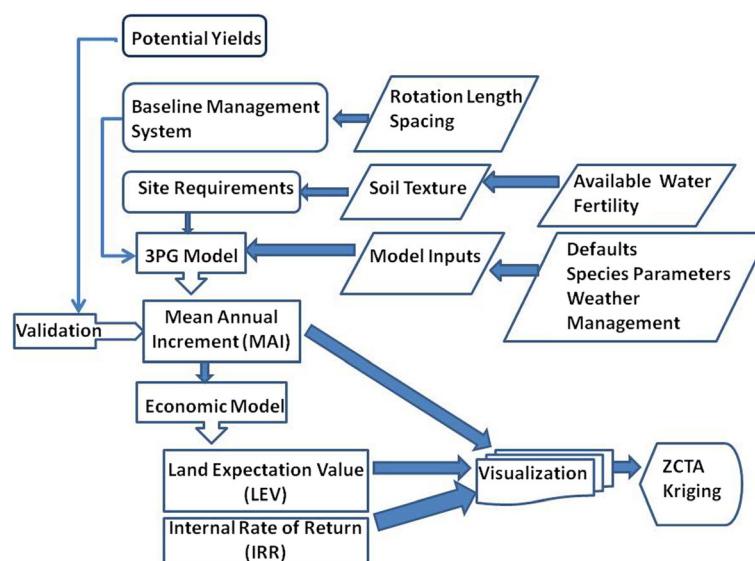 Potential Yields
Baseline Management
System
Rotation Length
Spacing
Site Requirements
Soil Texture
Available Water
Fertility
3PG Model
Model Inputs
Defaults
Species Parameters
Weather
Management
Validation
Mean Annual
Increment (MAI)
Economic Model
Land Expectation Value
(LEV)
Visualization
ZCTA
Kriging
Internal Rate of Return
(IRR)